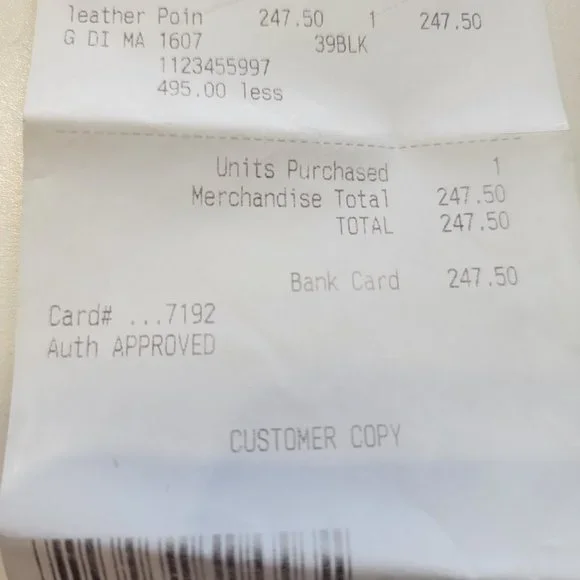 leather Poin 247.50 1 247.50
G DI MA 1607 39BLK
1123455997
495.00 less
Units Purchased 1
Merchandise Total 247.50
TOTAL 247.50
Bank Card 247.50
Card# ...7192
Auth APPROVED
CUSTOMER COPY